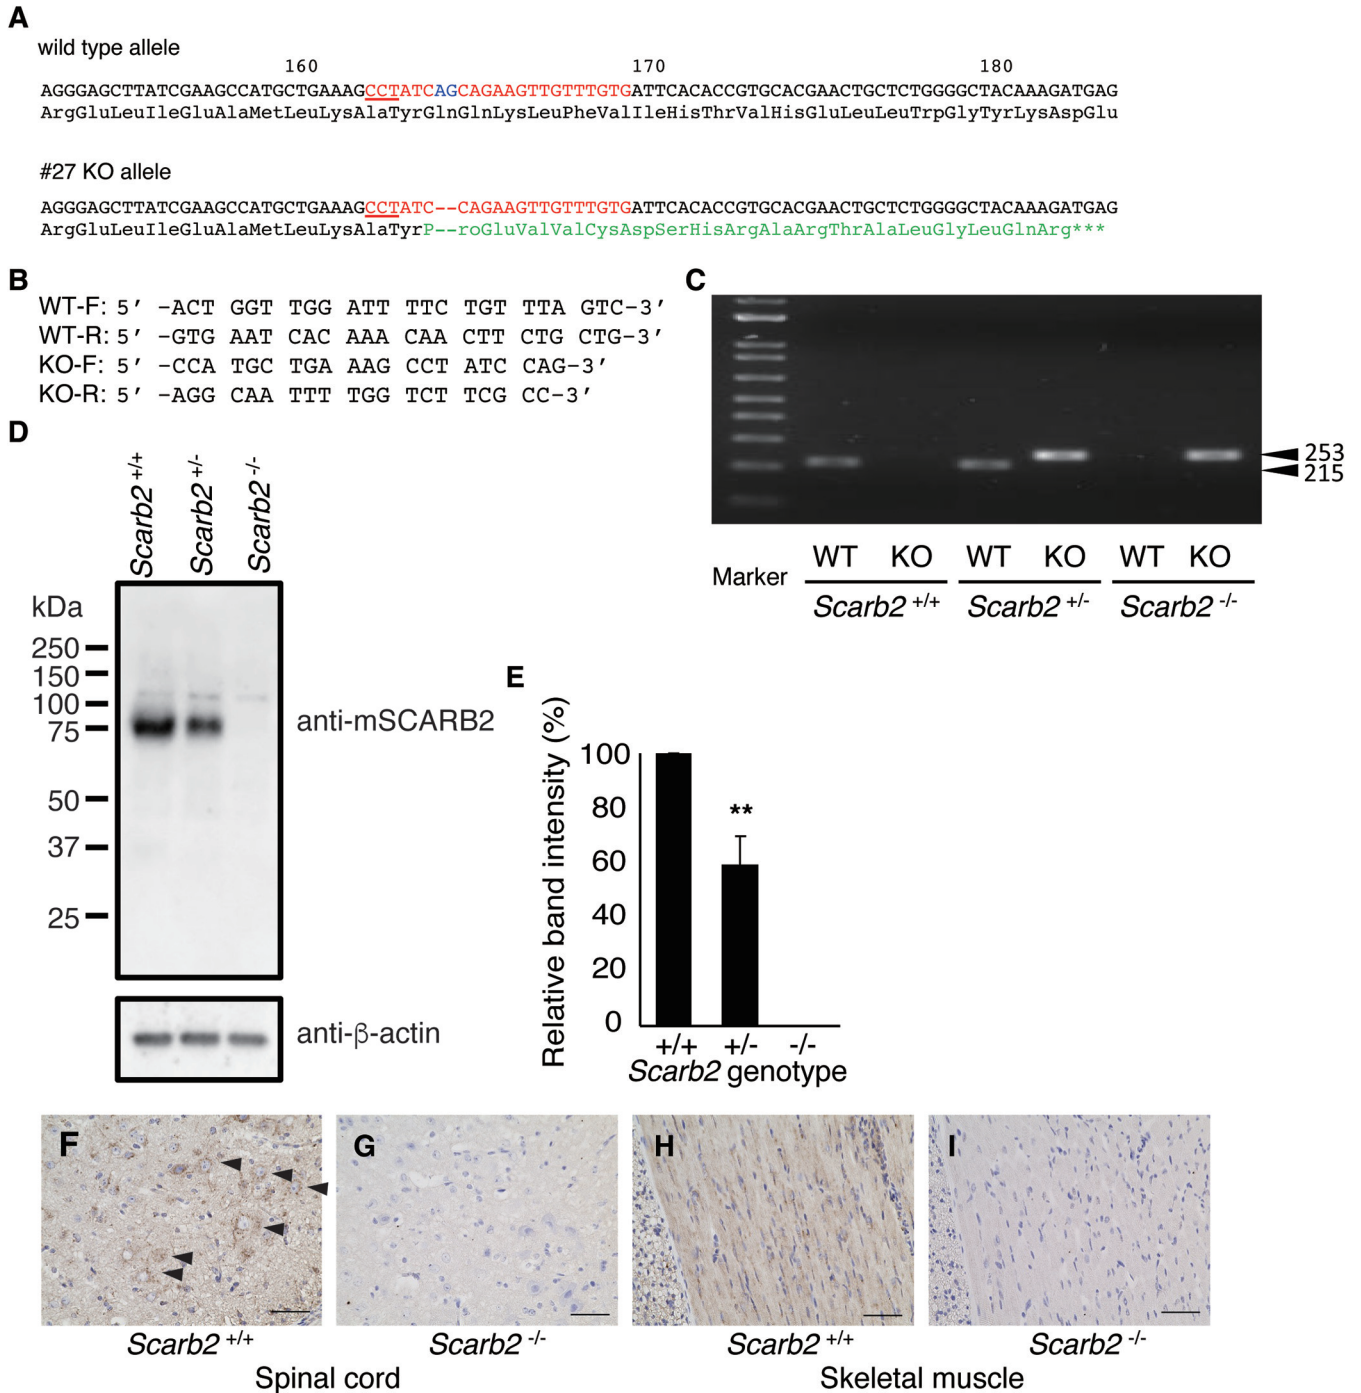 A
wild type allele
160 170 180
AGGGAGCTTATCGAAGCCATGCTGAAAGCCTATCAGCAGAAGTTGTTTGTGATTCACACCGTGCACGAACTGCTCTGGGGCTACAAAGATGAG
ArgGluLeuIleGluAlaMetLeuLysAlaTyrGlnGlnLysLeuPheValIleHisThrValHisGluLeuLeuTrpGlyTyrLysAspGlu
#27 KO allele
AGGGAGCTTATCGAAGCCATGCTGAAAGCCTATC--CAGAAGTTGTTTGTGATTCACACCGTGCACGAACTGCTCTGGGGCTACAAAGATGAG
ArgGluLeuIleGluAlaMetLeuLysAlaTyrP--roGluValValCysAspSerHisArgAlaArgThrAlaLeuGlyLeuGlnArg***
B
WT-F: 5′ -ACT GGT TGG ATT TTC TGT TTA GTC-3′
WT-R: 5′ -GTG AAT CAC AAA CAA CTT CTG CTG-3′
KO-F: 5′ -CCA TGC TGA AAG CCT ATC CAG-3′
KO-R: 5′ -AGG CAA TTT TGG TCT TCG CC-3′
C
253
215
WT KO WT KO WT KO
Marker
Scarb2 +/+ Scarb2 +/- Scarb2 -/-
D
Scarb2 +/+
Scarb2 +/-
Scarb2 -/-
kDa
250
150
100
75
50
37
25
anti-mSCARB2
anti-β-actin
E
Relative band intensity (%)
100
80
60
40
20
0
**
+/+ +/- -/-
Scarb2 genotype
F G H I
Scarb2 +/+ Scarb2 -/- Scarb2 +/+ Scarb2 -/-
Spinal cord Skeletal muscle